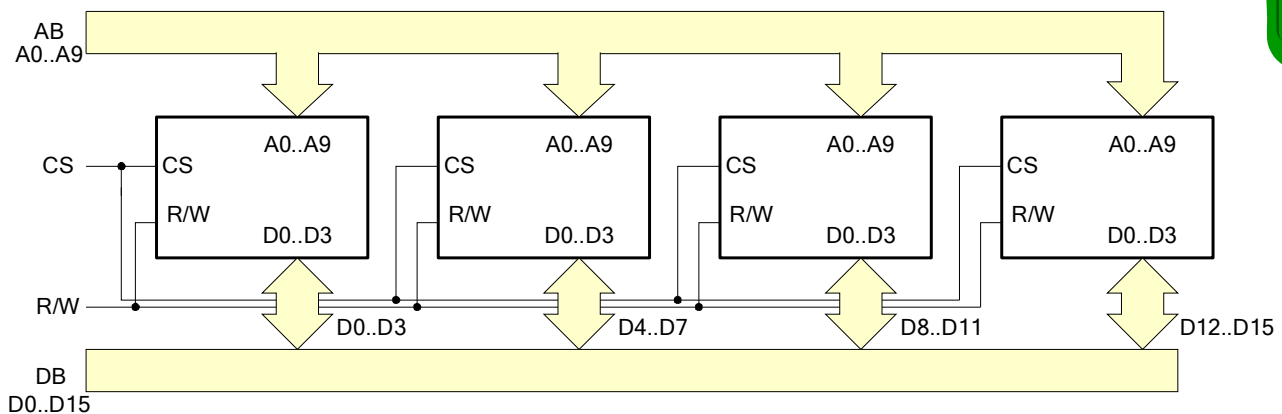 AB
A0..A9
A0..A9 A0..A9 A0..A9 A0..A9
CS CS CS CS CS
R/W R/W R/W R/W
D0..D3 D0..D3 D0..D3 D0..D3
R/W
D0..D3 D4..D7 D8..D11 D12..D15
DB
D0..D15